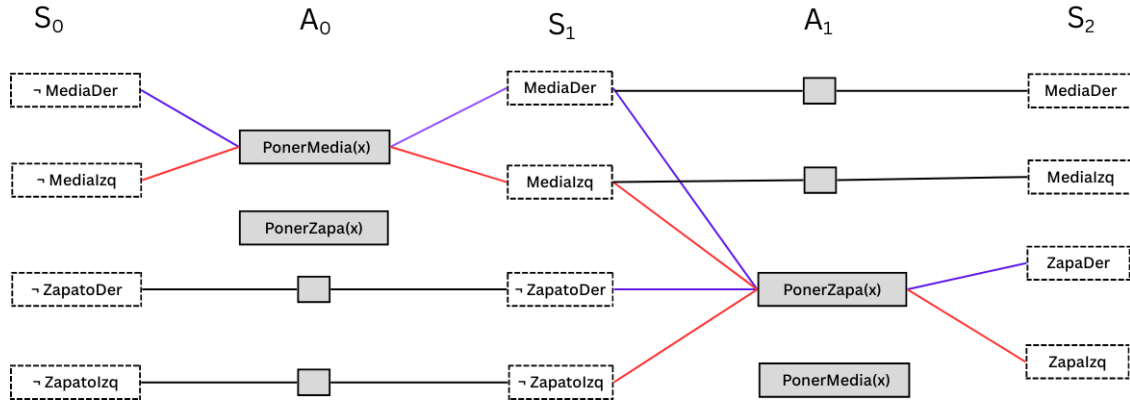 S₀ A₀ S₁ A₁ S₂
¬ MediaDer MediaDer MediaDer
PonerMedia(x)
¬ MediaIzq MediaIzq MediaIzq
PonerZapa(x)
ZapaDer
¬ ZapatoDer ¬ ZapatoDer PonerZapa(x)
ZapaIzq
¬ ZapatoIzq ¬ ZapatoIzq PonerMedia(x)